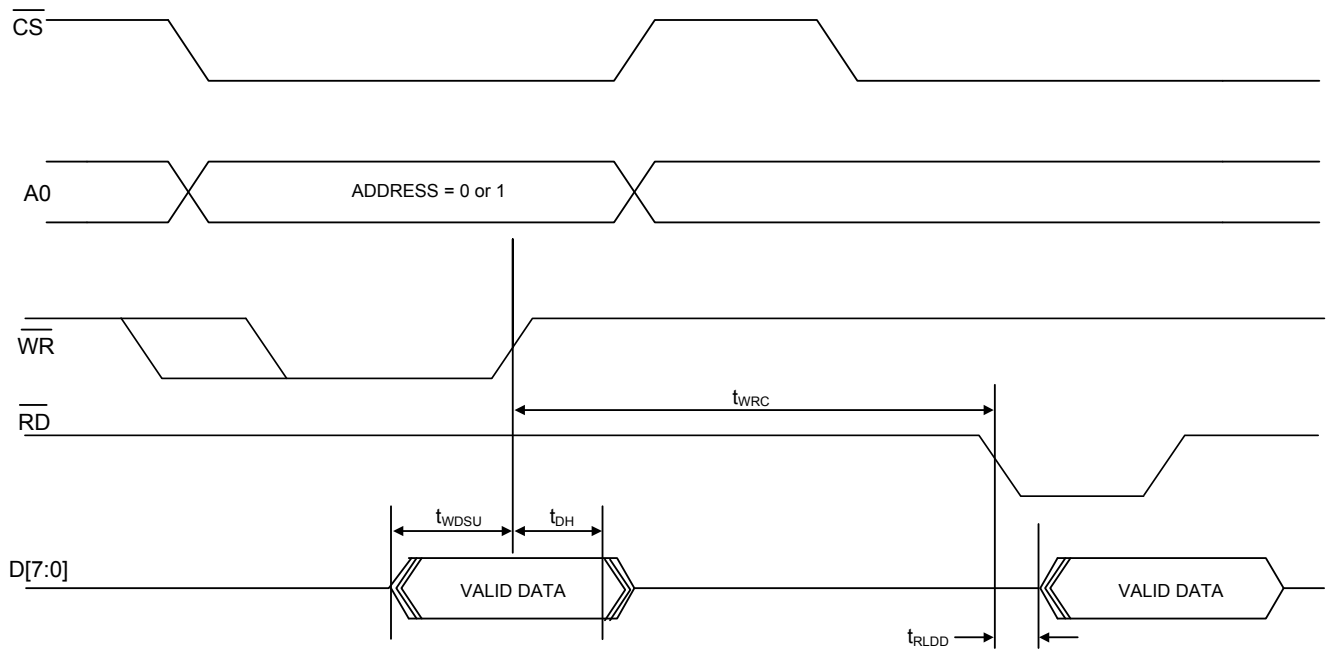 CS
A0
ADDRESS = 0 or 1
WR
tWRC
RD
tWDSU
tDH
D[7:0]
VALID DATA
VALID DATA
tRLDD